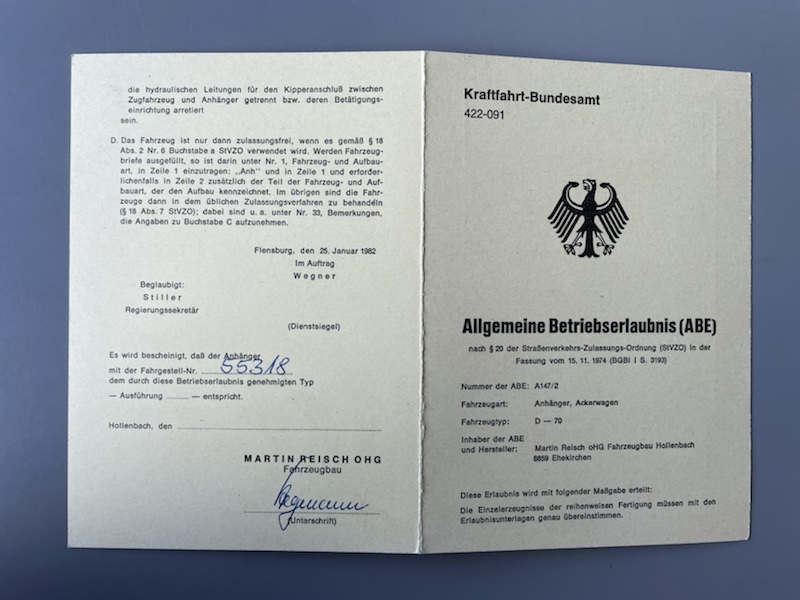 die hydraulischen Leitungen für den Kipperanschluß zwischen
Zugfahrzeug und Anhänger getrennt bzw. deren Betätigungs-
einrichtung arretiert
sein.
D. Das Fahrzeug ist nur dann zulassungsfrei, wenn es gemäß § 18
Abs. 2 Nr. 6 Buchstabe a StVZO verwendet wird. Werden Fahrzeug-
briefe ausgefüllt, so ist darin unter Nr. 1, Fahrzeug- und Aufbau-
art, in Zeile 1 einzutragen: „Anh" und in Zeile 1 und erforder-
lichenfalls in Zeile 2 zusätzlich der Teil der Fahrzeug- und Auf-
bauart, der den Aufbau kennzeichnet. Im übrigen sind die Fahr-
zeuge dann in dem üblichen Zulassungsverfahren zu behandeln
(§ 18 Abs. 7 StVZO); dabei sind u. a. unter Nr. 33, Bemerkungen,
die Angaben zu Buchstabe C aufzunehmen.
Flensburg, den 25. Januar 1982
Im Auftrag
Wegner
Beglaubigt:
Stiller
Regierungssekretär
(Dienstsiegel)
Es wird bescheinigt, daß der Anhänger
mit der Fahrgestell-Nr. 55318
dem durch diese Betriebserlaubnis genehmigten Typ
— Ausführung — entspricht.
Hollenbach, den
MARTIN REISCH OHG
Fahrzeugbau
(Unterschrift)
Kraftfahrt-Bundesamt
422-091
Allgemeine Betriebserlaubnis (ABE)
nach § 20 der Straßenverkehrs-Zulassungs-Ordnung (StVZO) in der
Fassung vom 15. 11. 1974 (BGBl I S. 3193)
Nummer der ABE: A147/2
Fahrzeugart: Anhänger, Ackerwagen
Fahrzeugtyp: D — 70
Inhaber der ABE
und Hersteller: Martin Reisch oHG Fahrzeugbau Hollenbach
8859 Ehekirchen
Diese Erlaubnis wird mit folgender Maßgabe erteilt:
Die Einzelerzeugnisse der reihenweisen Fertigung müssen mit den
Erlaubnisunterlagen genau übereinstimmen.